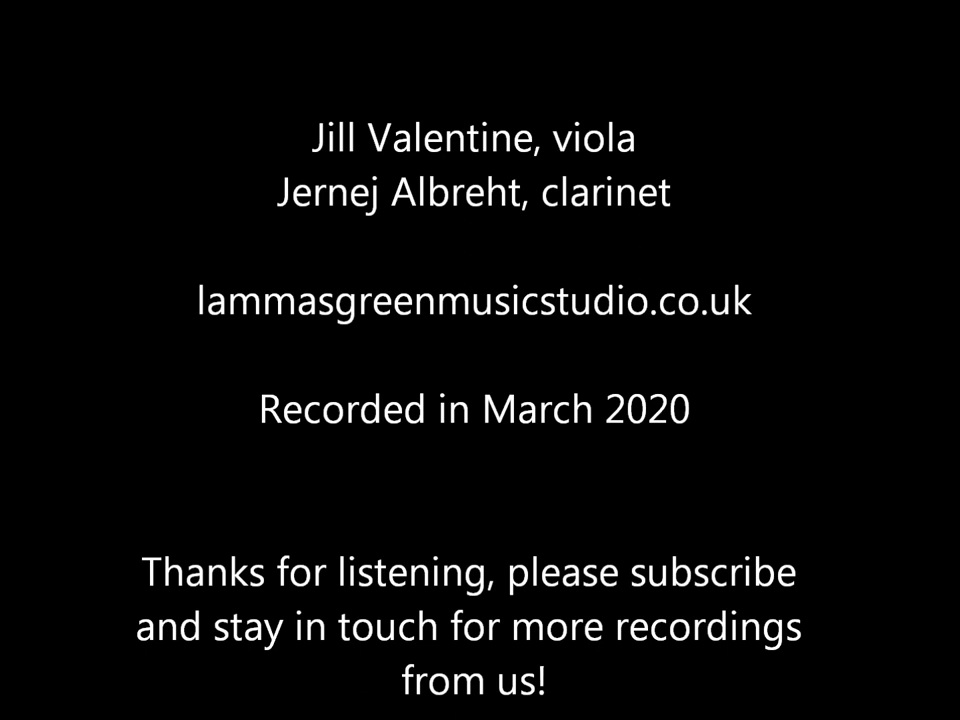 Jill Valentine, viola
Jernej Albreht, clarinet
lammasgreenmusicstudio.co.uk
Recorded in March 2020
Thanks for listening, please subscribe
and stay in touch for more recordings
from us!